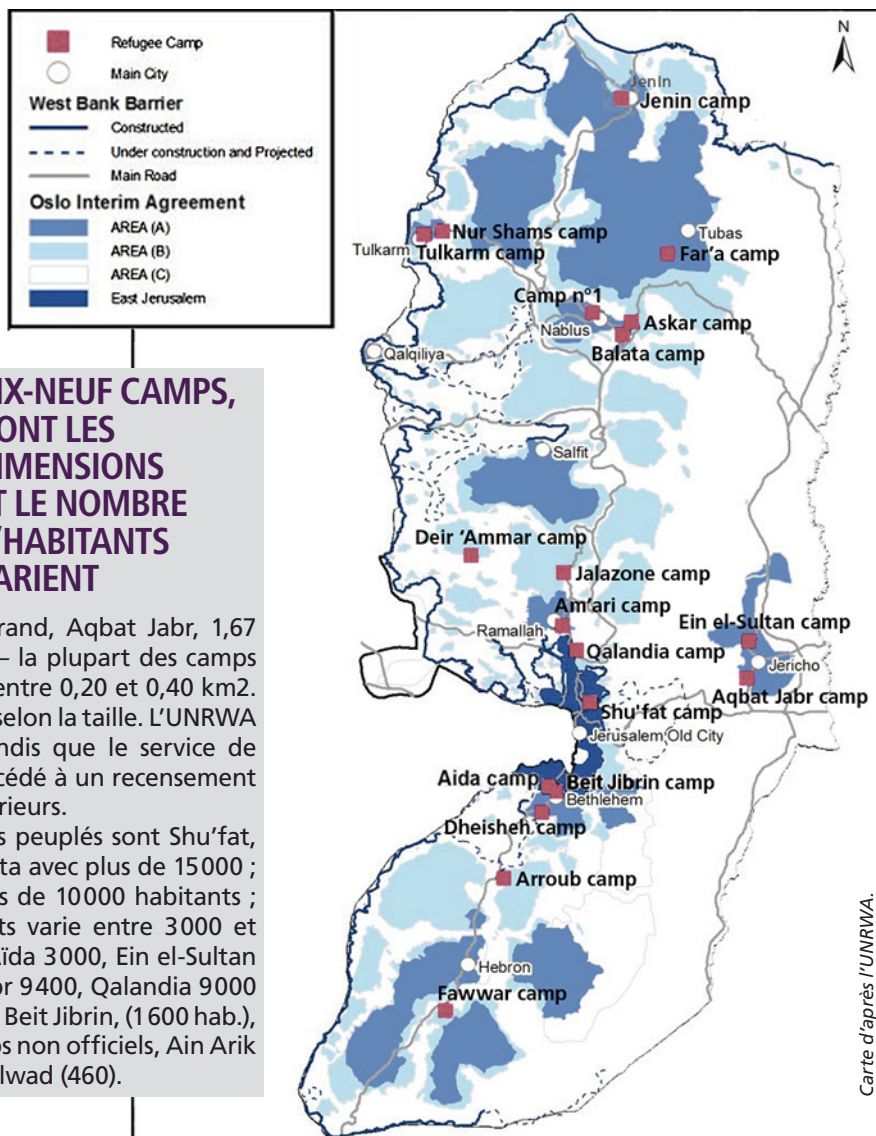 Refugee Camp
Main City
West Bank Barrier
Constructed
Under construction and Projected
Main Road
Oslo Interim Agreement
AREA (A)
AREA (B)
AREA (C)
East Jerusalem
N
Jenin
Jenin camp
Nur Shams camp
Tulkarm
Tulkarm camp
Tubas
Far'a camp
Camp n°1
Nablus
Askar camp
Balata camp
Qalqiliya
Salfit
Deir ‘Ammar camp
Jalazone camp
Am'ari camp
Ramallah
Qalandia camp
Ein el-Sultan camp
Jericho
Aqbat Jabr camp
Shu'fat camp
Jerusalem Old City
Aida camp
Beit Jibrin camp
Bethlehem
Dheisheh camp
Arroub camp
Hebron
Fawwar camp
IX-NEUF CAMPS,
ONT LES
IMENSIONS
T LE NOMBRE
’HABITANTS
ARIENT
rand, Aqbat Jabr, 1,67
– la plupart des camps
entre 0,20 et 0,40 km2.
selon la taille. L’UNRWA
ndis que le service de
cédé à un recensement
rieurs.
s peuplés sont Shu’fat,
ta avec plus de 15000 ;
s de 10000 habitants ;
ts varie entre 3000 et
ïda 3000, Ein el-Sultan
or 9400, Qalandia 9000
Beit Jibrin, (1600 hab.),
os non officiels, Ain Arik
lwad (460).
Carte d’après l’UNRWA.